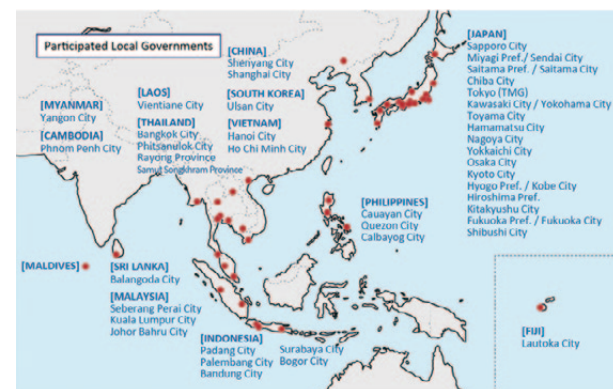 Participated Local Governments
[CHINA]
Shenyang City
Shanghai City
[LAOS]
Vientiane City
[SOUTH KOREA]
Ulsan City
[MYANMAR]
Yangon City
[THAILAND]
Bangkok City
Phitsanulok City
Rayong Province
Samut Songkhram Province
[VIETNAM]
Hanoi City
Ho Chi Minh City
[CAMBODIA]
Phnom Penh City
[JAPAN]
Sapporo City
Miyagi Pref./ Sendai City
Saitama Pref. / Saitama City
Chiba City
Tokyo (TMG)
Kawasaki City / Yokohama City
Toyama City
Hamamatsu City
Nagoya City
Yokkaichi City
Osaka City
Kyoto City
Hyogo Pref. / Kobe City
Hiroshima Pref.
Kitakyushu City
Fukuoka Pref. / Fukuoka City
Shibushi City
[PHILIPPINES]
Cauayan City
Quezon City
Calbayog City
[MALDIVES]
[SRI LANKA]
Balangoda City
[MALAYSIA]
Seberang Perai City
Kuala Lumpur City
Johor Bahru City
[INDONESIA]
Padang City
Palembang City
Bandung City
Surabaya City
Bogor City
[FIJI]
Lautoka City